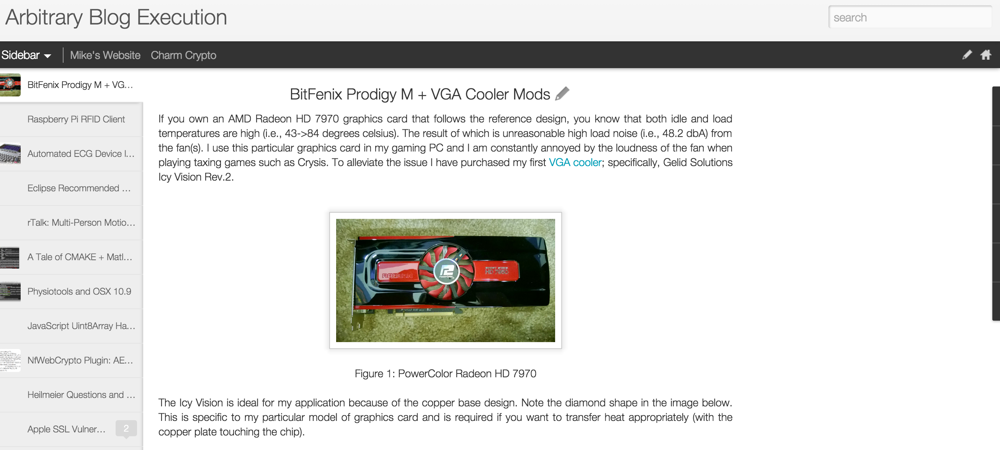 Arbitrary Blog Execution
search
Sidebar
Mike's Website
Charm Crypto
BitFenix Prodigy M + VG...
Raspberry Pi RFID Client
Automated ECG Device I...
Eclipse Recommended ...
rTalk: Multi-Person Motio...
A Tale of CMAKE + Matl...
Physiotools and OSX 10.9
JavaScript Uint8Array Ha...
NfWebCrypto Plugin: AE...
Heilmeier Questions and ...
Apple SSL Vulner...
2
BitFenix Prodigy M + VGA Cooler Mods
If you own an AMD Radeon HD 7970 graphics card that follows the reference design, you know that both idle and load
temperatures are high (i.e., 43->84 degrees celsius). The result of which is unreasonable high load noise (i.e., 48.2 dbA) from
the fan(s). I use this particular graphics card in my gaming PC and I am constantly annoyed by the loudness of the fan when
playing taxing games such as Crysis. To alleviate the issue I have purchased my first VGA cooler; specifically, Gelid Solutions
Icy Vision Rev.2.
RADEON
PowerColor
HD 7950
Figure 1: PowerColor Radeon HD 7970
The Icy Vision is ideal for my application because of the copper base design. Note the diamond shape in the image below.
This is specific to my particular model of graphics card and is required if you want to transfer heat appropriately (with the
copper plate touching the chip).